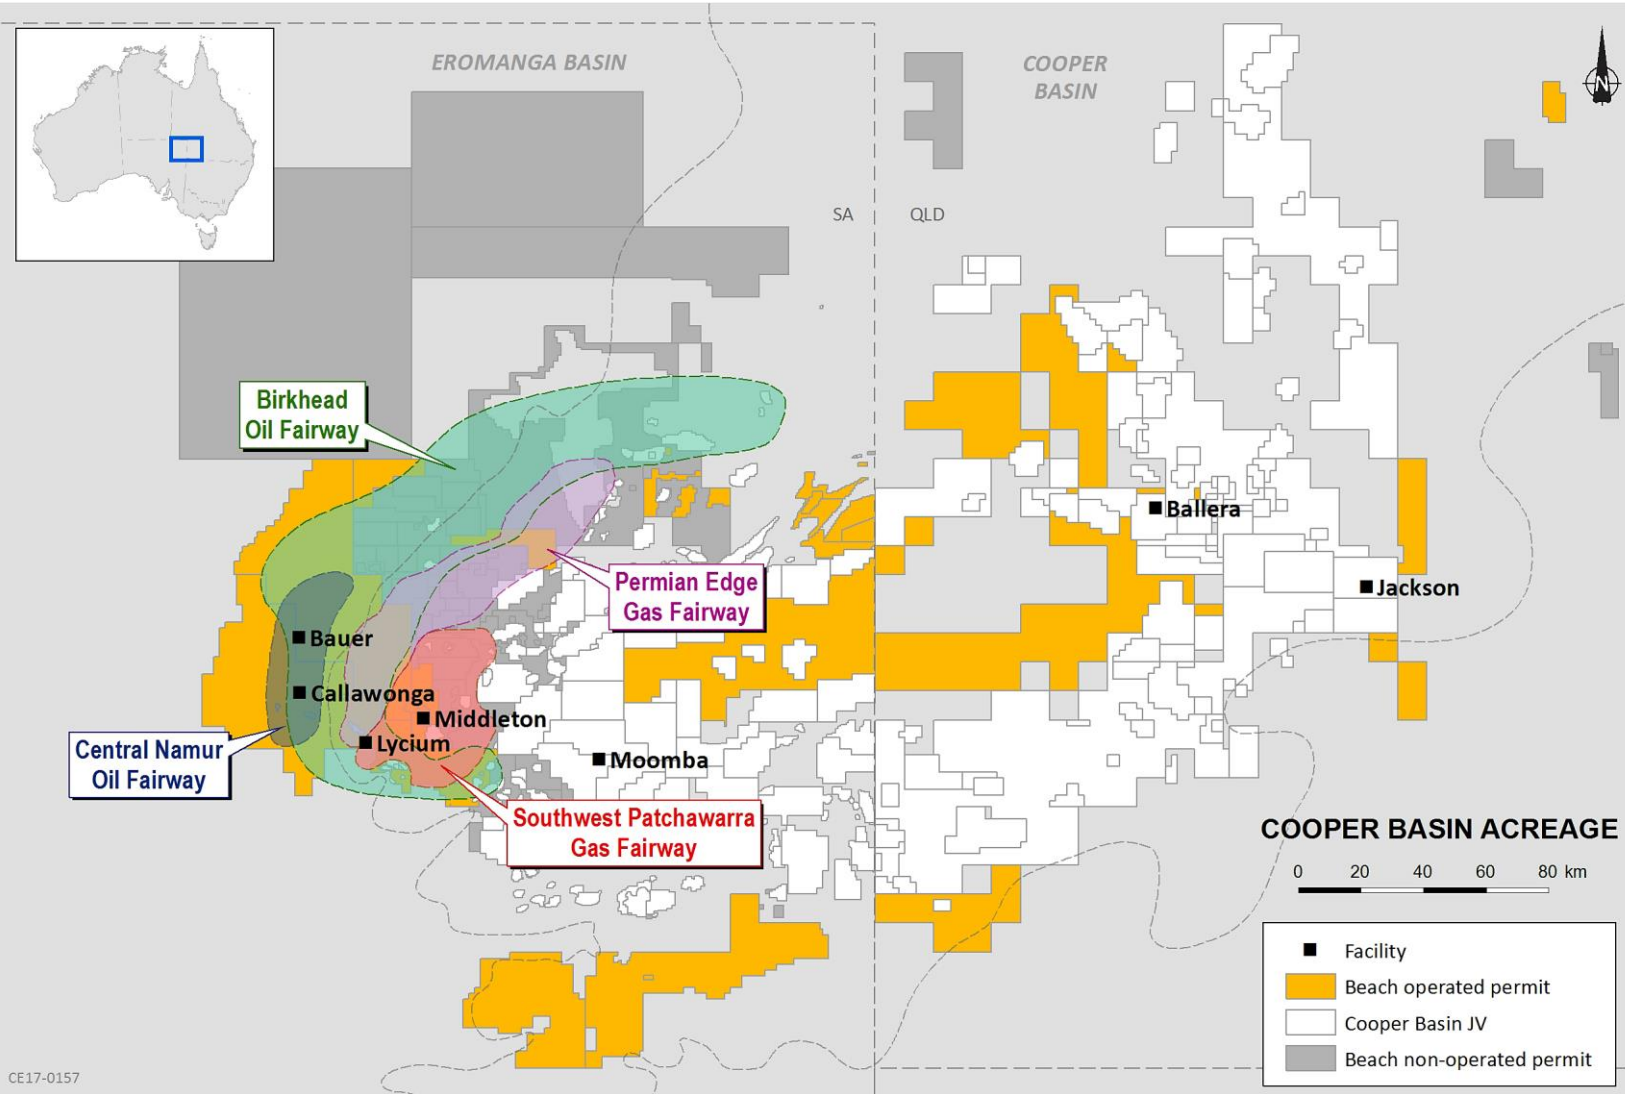 EROMANGA BASIN
COOPER
BASIN
N
SA
QLD
Birkhead
Oil Fairway
Ballera
Permian Edge
Gas Fairway
Jackson
Bauer
Callawonga
Middleton
Lycium
Central Namur
Oil Fairway
Moomba
Southwest Patchawarra
Gas Fairway
COOPER BASIN ACREAGE
0 20 40 60 80 km
Facility
Beach operated permit
Cooper Basin JV
Beach non-operated permit
CE17-0157